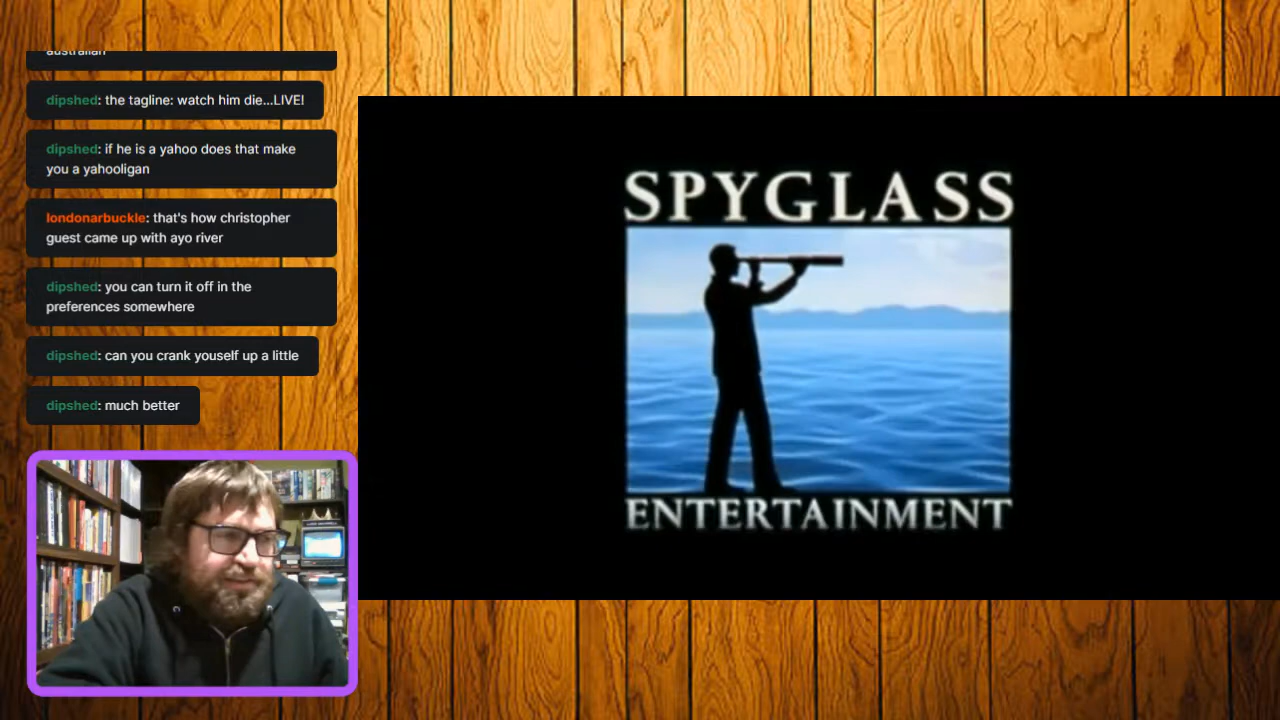 australian
dipshed: the tagline: watch him die...LIVE!
dipshed: if he is a yahoo does that make
you a yahooligan
londonarbuckle: that's how christopher
guest came up with ayo river
dipshed: you can turn it off in the
preferences somewhere
dipshed: can you crank youself up a little
dipshed: much better
SPYGLASS
ENTERTAINMENT